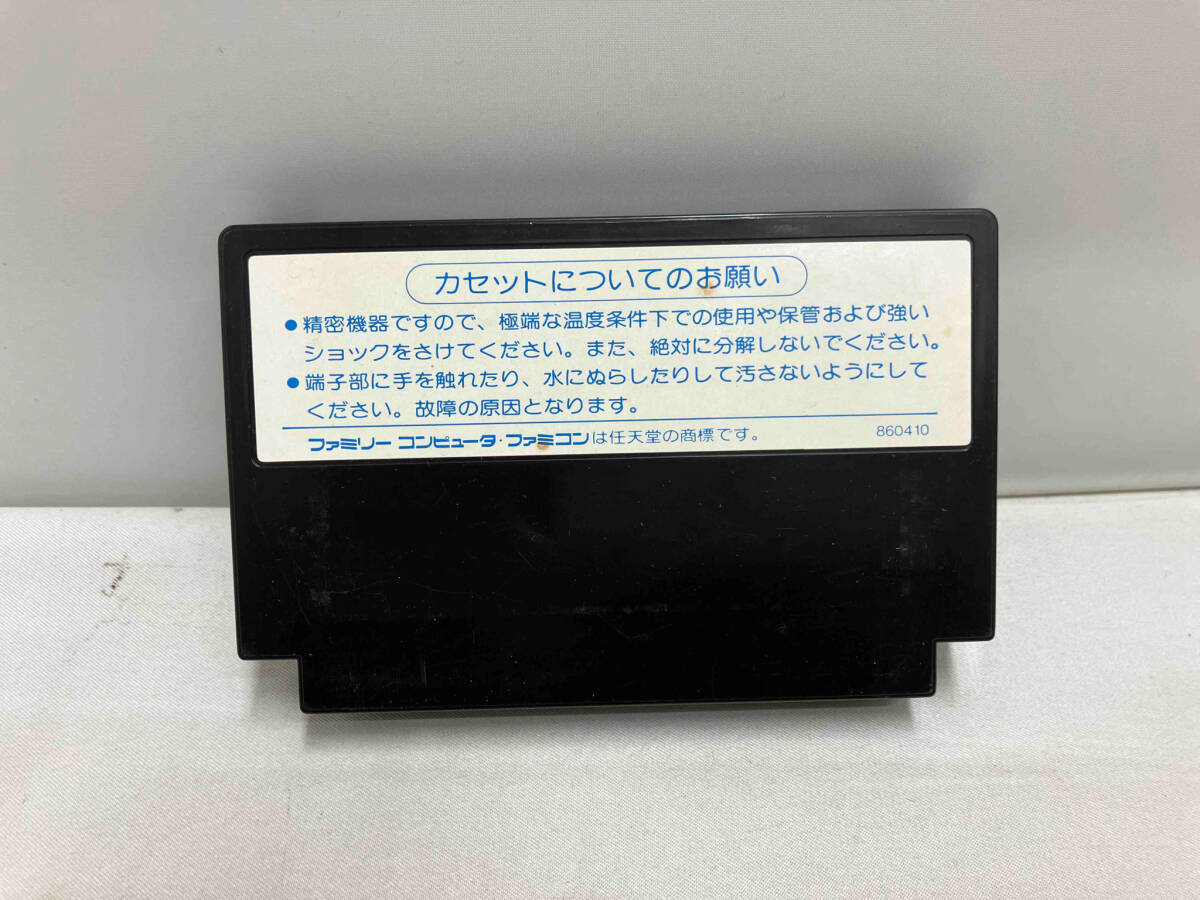 カセットについてのお願い
●精密機器ですので、極端な温度条件下での使用や保管および強い
ショックをさけてください。また、絶対に分解しないでください。
●端子部に手を触れたり、水にぬらしたりして汚さないようにして
ください。故障の原因となります。
ファミリー コンピュータ・ファミコンは任天堂の商標です。 860410